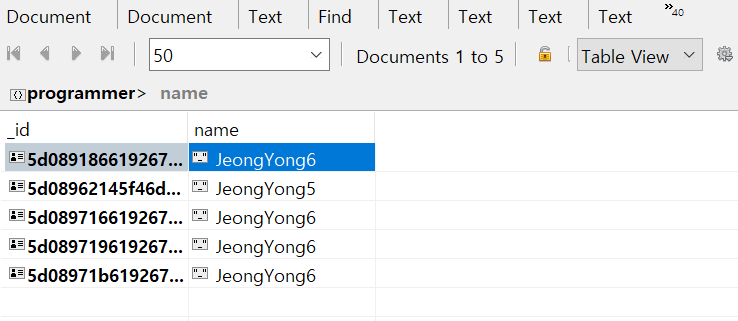 Document Document Text Find Text Text Text Text »40
50 Documents 1 to 5 Table View
programmer> name
_id name
5d089186619267... JeongYong6
5d08962145f46d... JeongYong5
5d089716619267... JeongYong6
5d089719619267... JeongYong6
5d08971b619267... JeongYong6